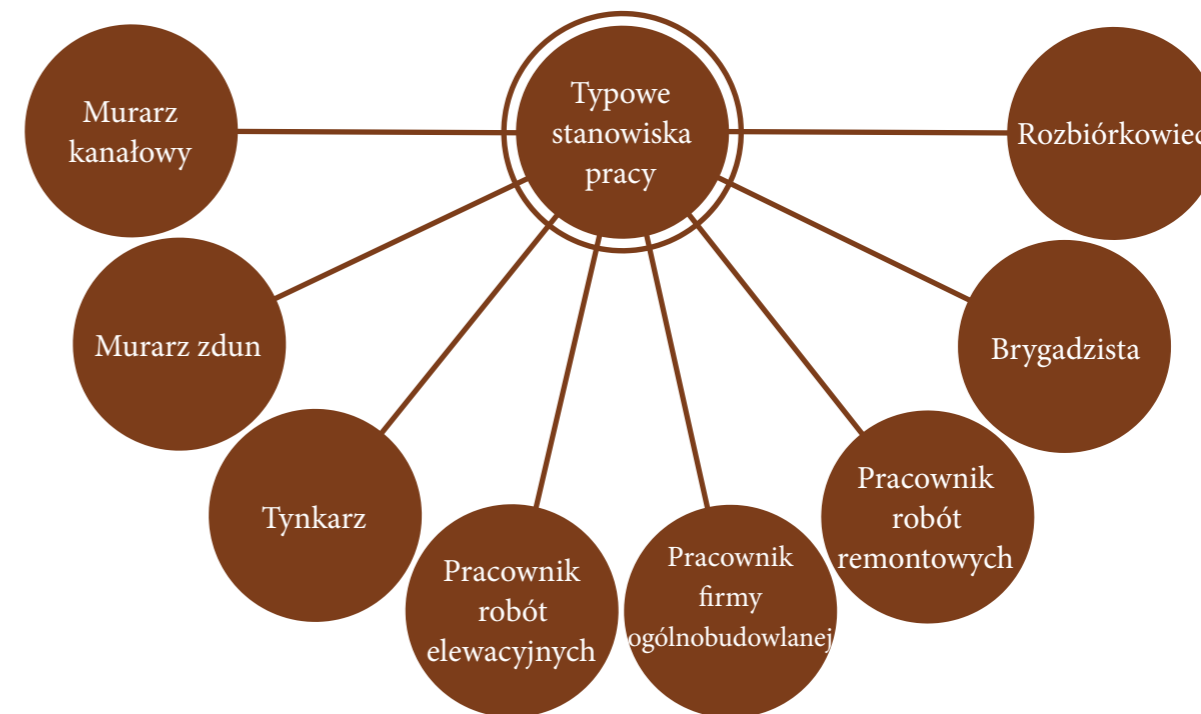 Typowe
stanowiska
pracy
Murarz
kanałowy
Murarz zdun
Tynkarz
Pracownik
robót
elewacyjnych
Pracownik
firmy
ogólnobudowlanej
Pracownik
robót
remontowych
Brygadzista
Rozbiórkowiec